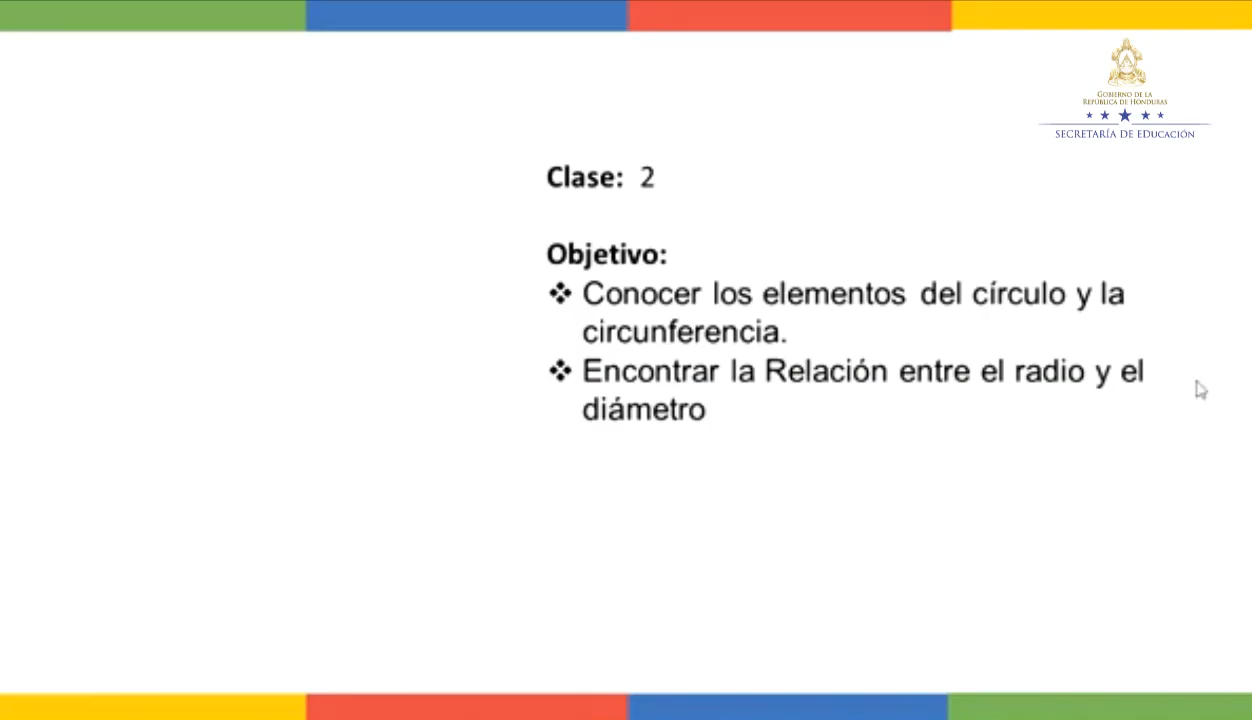 GOBIERNO DE LA
REPÚBLICA DE HONDURAS
SECRETARÍA DE EDUCACIÓN
Clase: 2
Objetivo:
❖ Conocer los elementos del círculo y la
circunferencia.
❖ Encontrar la Relación entre el radio y el
diámetro